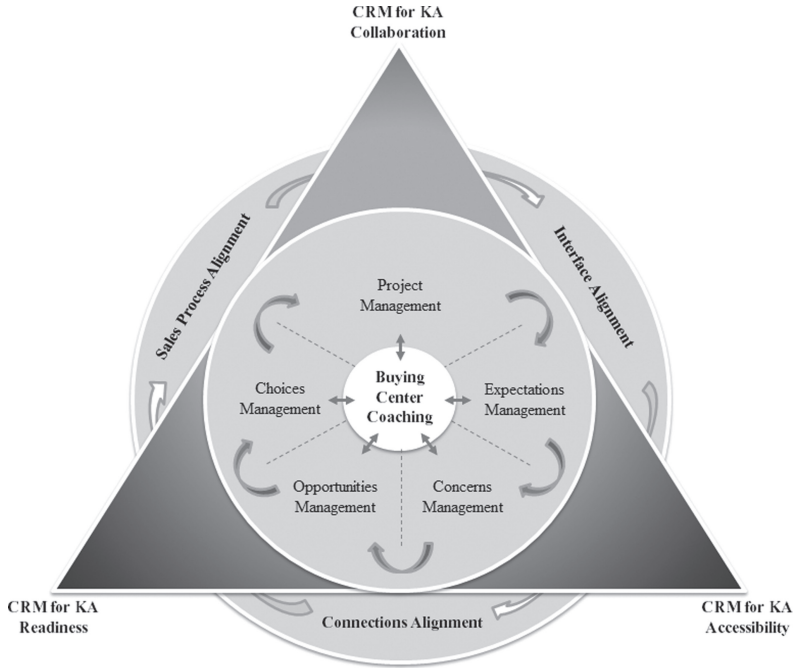 CRM for KA
Collaboration
Sales Process Alignment
Interface Alignment
Project
Management
Choices
Management
Buying
Center
Coaching
Expectations
Management
Opportunities
Management
Concerns
Management
CRM for KA
Readiness
Connections Alignment
CRM for KA
Accessibility